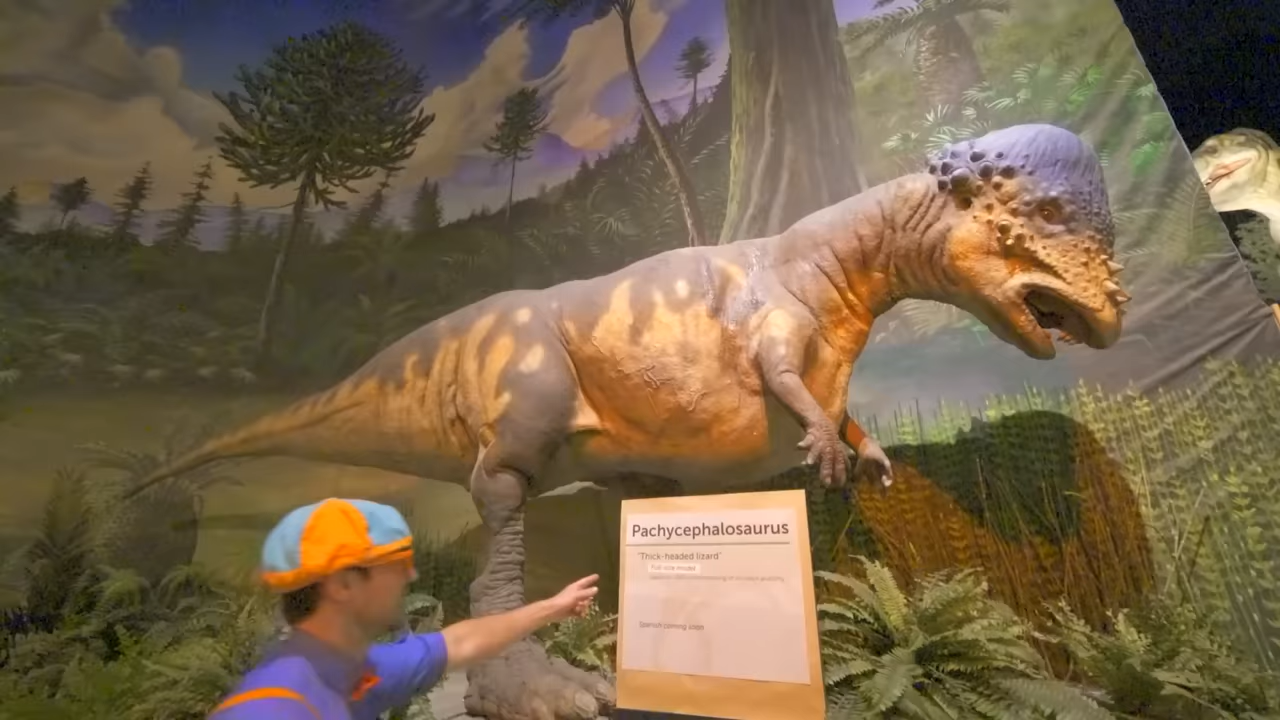 Pachycephalosaurus
"Thick-headed lizard"
Full-size model
Spanish coming soon